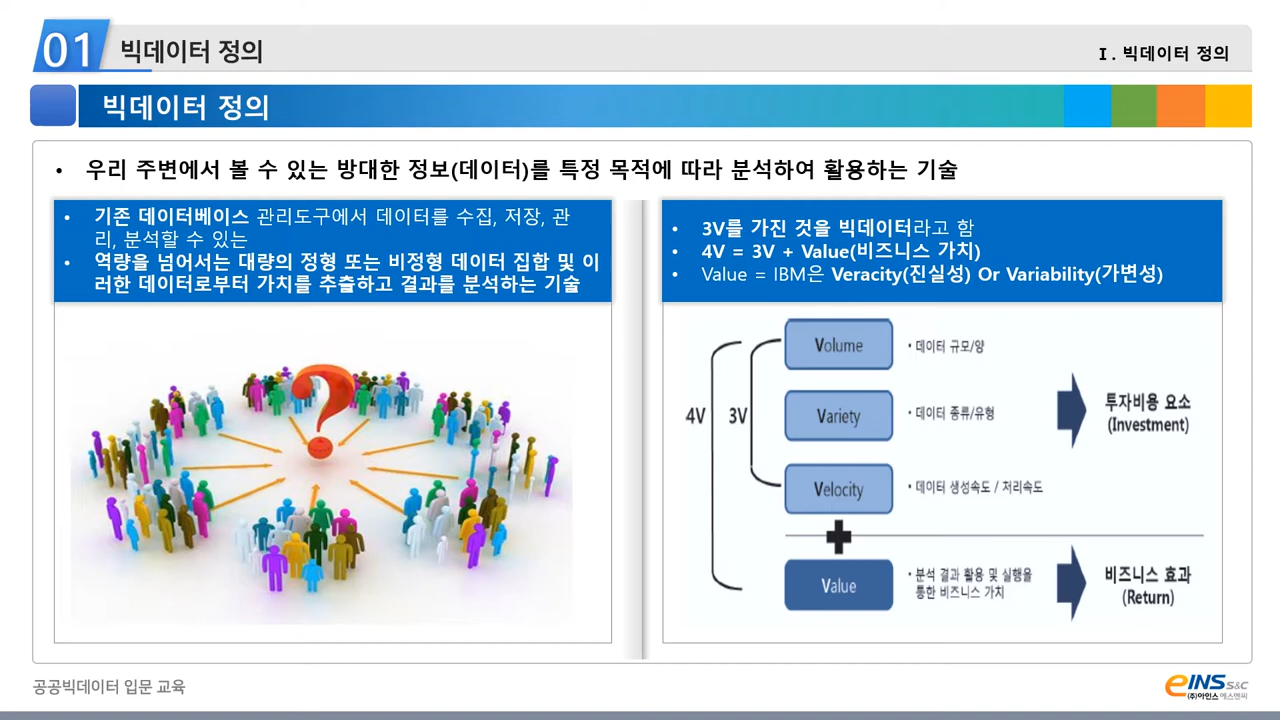 01 빅데이터 정의
Ⅰ. 빅데이터 정의
빅데이터 정의
• 우리 주변에서 볼 수 있는 방대한 정보(데이터)를 특정 목적에 따라 분석하여 활용하는 기술
• 기존 데이터베이스 관리도구에서 데이터를 수집, 저장, 관
리, 분석할 수 있는
• 역량을 넘어서는 대량의 정형 또는 비정형 데이터 집합 및 이
러한 데이터로부터 가치를 추출하고 결과를 분석하는 기술
• 3V를 가진 것을 빅데이터라고 함
• 4V = 3V + Value(비즈니스 가치)
• Value = IBM은 Veracity(진실성) Or Variability(가변성)
?
4V
3V
Volume
• 데이터 규모/양
Variety
• 데이터 종류/유형
Velocity
• 데이터 생성속도 / 처리속도
투자비용 요소
(Investment)
Value
• 분석 결과 활용 및 실행을
통한 비즈니스 가치
비즈니스 효과
(Return)
공공빅데이터 입문 교육
eINS S&C
(주)아인스 에스엔씨